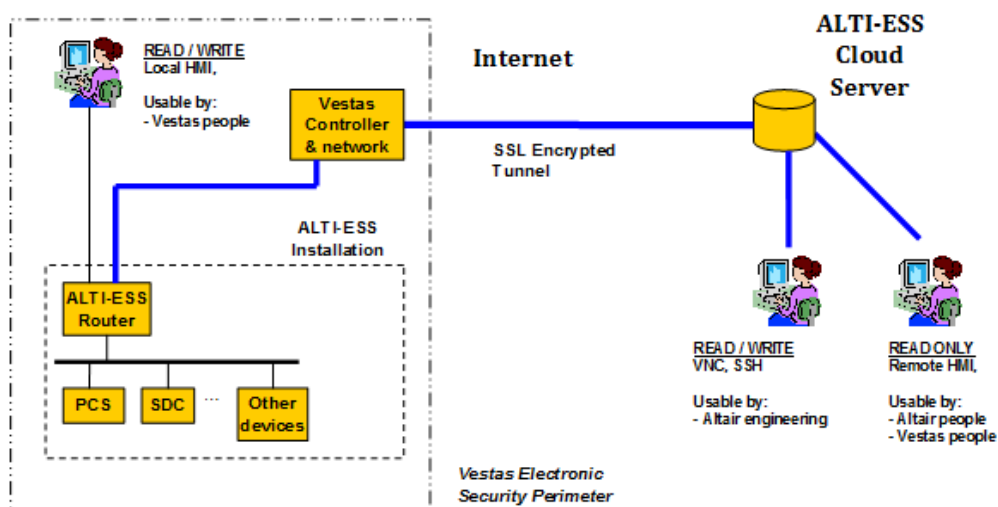 READ / WRITE
Local HMI,
Usable by:
- Vestas people
Vestas
Controller
& network
Internet
SSL Encrypted
Tunnel
ALTI-ESS
Cloud
Server
ALTI-ESS
Installation
ALTI-ESS
Router
PCS
SDC
...
Other
devices
READ / WRITE
VNC, SSH
Usable by:
- Altair engineering
READ ONLY
Remote HMI,
Usable by:
- Altair people
- Vestas people
Vestas Electronic
Security Perimeter